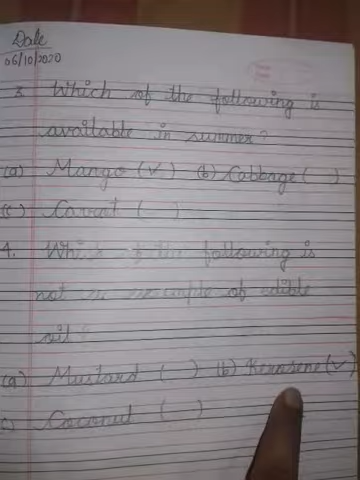 Date
06/10/2020
3. Which of the following is
available in summer?
(a) Mango (✓) (b) Cabbage ( )
(c) Carrot ( )
4. Which of the following is
not a example of edible
oil?
(a) Mustard ( ) (b) Kerosene (✓)
c) Coconut ( )